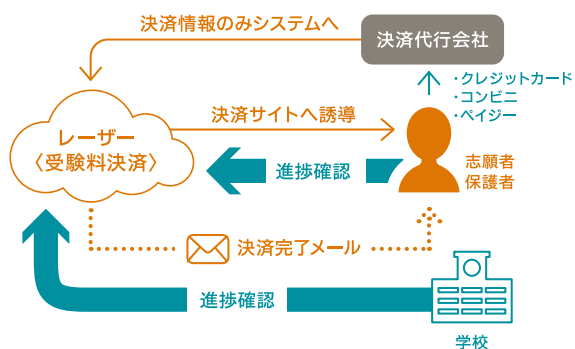 決済情報のみシステムへ
決済代行会社
・クレジットカード
・コンビニ
・ペイジー
レーザー
〈受験料決済〉
決済サイトへ誘導
進捗確認
志願者
保護者
決済完了メール
進捗確認
学校